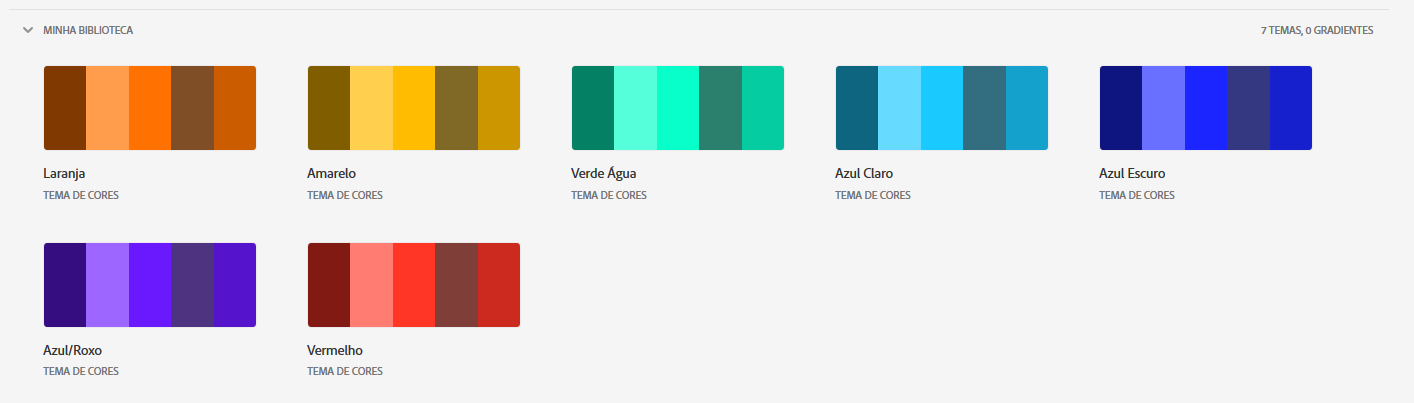 MINHA BIBLIOTECA
7 TEMAS, 0 GRADIENTES
Laranja
TEMA DE CORES
Amarelo
TEMA DE CORES
Verde Água
TEMA DE CORES
Azul Claro
TEMA DE CORES
Azul Escuro
TEMA DE CORES
Azul/Roxo
TEMA DE CORES
Vermelho
TEMA DE CORES